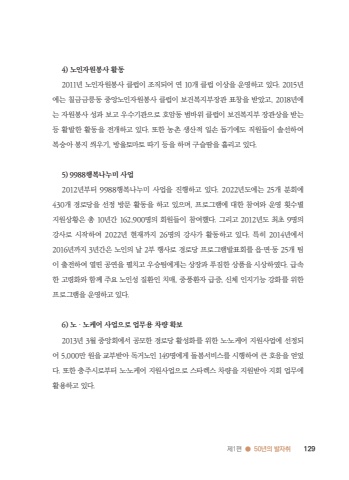 4) 노인자원봉사 활동
2011년 노인자원봉사 클럽이 조직되어 연 10개 클럽 이상을 운영하고 있다. 2015년
에는 칠금금릉동 중앙노인자원봉사 클럽이 보건복지부장관 표창을 받았고, 2018년에
는 자원봉사 성과 보고 우수기관으로 호암동 범바위 클럽이 보건복지부 장관상을 받는
등 활발한 활동을 전개하고 있다. 또한 농촌 생산적 일손 돕기에도 직원들이 솔선하여
복숭아 봉지 씌우기, 방울토마토 따기 등을 하며 구슬땀을 흘리고 있다.
5) 9988행복나누미 사업
2012년부터 9988행복나누미 사업을 진행하고 있다. 2022년도에는 25개 분회에
430개 경로당을 선정 방문 활동을 하고 있으며, 프로그램에 대한 참여와 운영 횟수별
지원상황은 총 10년간 162,900명의 회원들이 참여했다. 그리고 2012년도 최초 9명의
강사로 시작하여 2022년 현재까지 26명의 강사가 활동하고 있다. 특히 2014년에서
2016년까지 3년간은 노인의 날 2부 행사로 경로당 프로그램발표회를 읍·면·동 25개 팀
이 출전하여 열띤 공연을 펼치고 우승팀에게는 상장과 푸짐한 상품을 시상하였다. 급속
한 고령화와 함께 주요 노인성 질환인 치매, 중풍환자 급증, 신체 인지기능 강화를 위한
프로그램을 운영하고 있다.
6) 노·노케어 사업으로 업무용 차량 확보
2013년 3월 중앙회에서 공모한 경로당 활성화를 위한 노노케어 지원사업에 선정되
어 5,000만 원을 교부받아 독거노인 149명에게 돌봄서비스를 시행하여 큰 호응을 얻었
다. 또한 충주시로부터 노노케어 지원사업으로 스타렉스 차량을 지원받아 지회 업무에
활용하고 있다.
제1편 ● 50년의 발자취 129